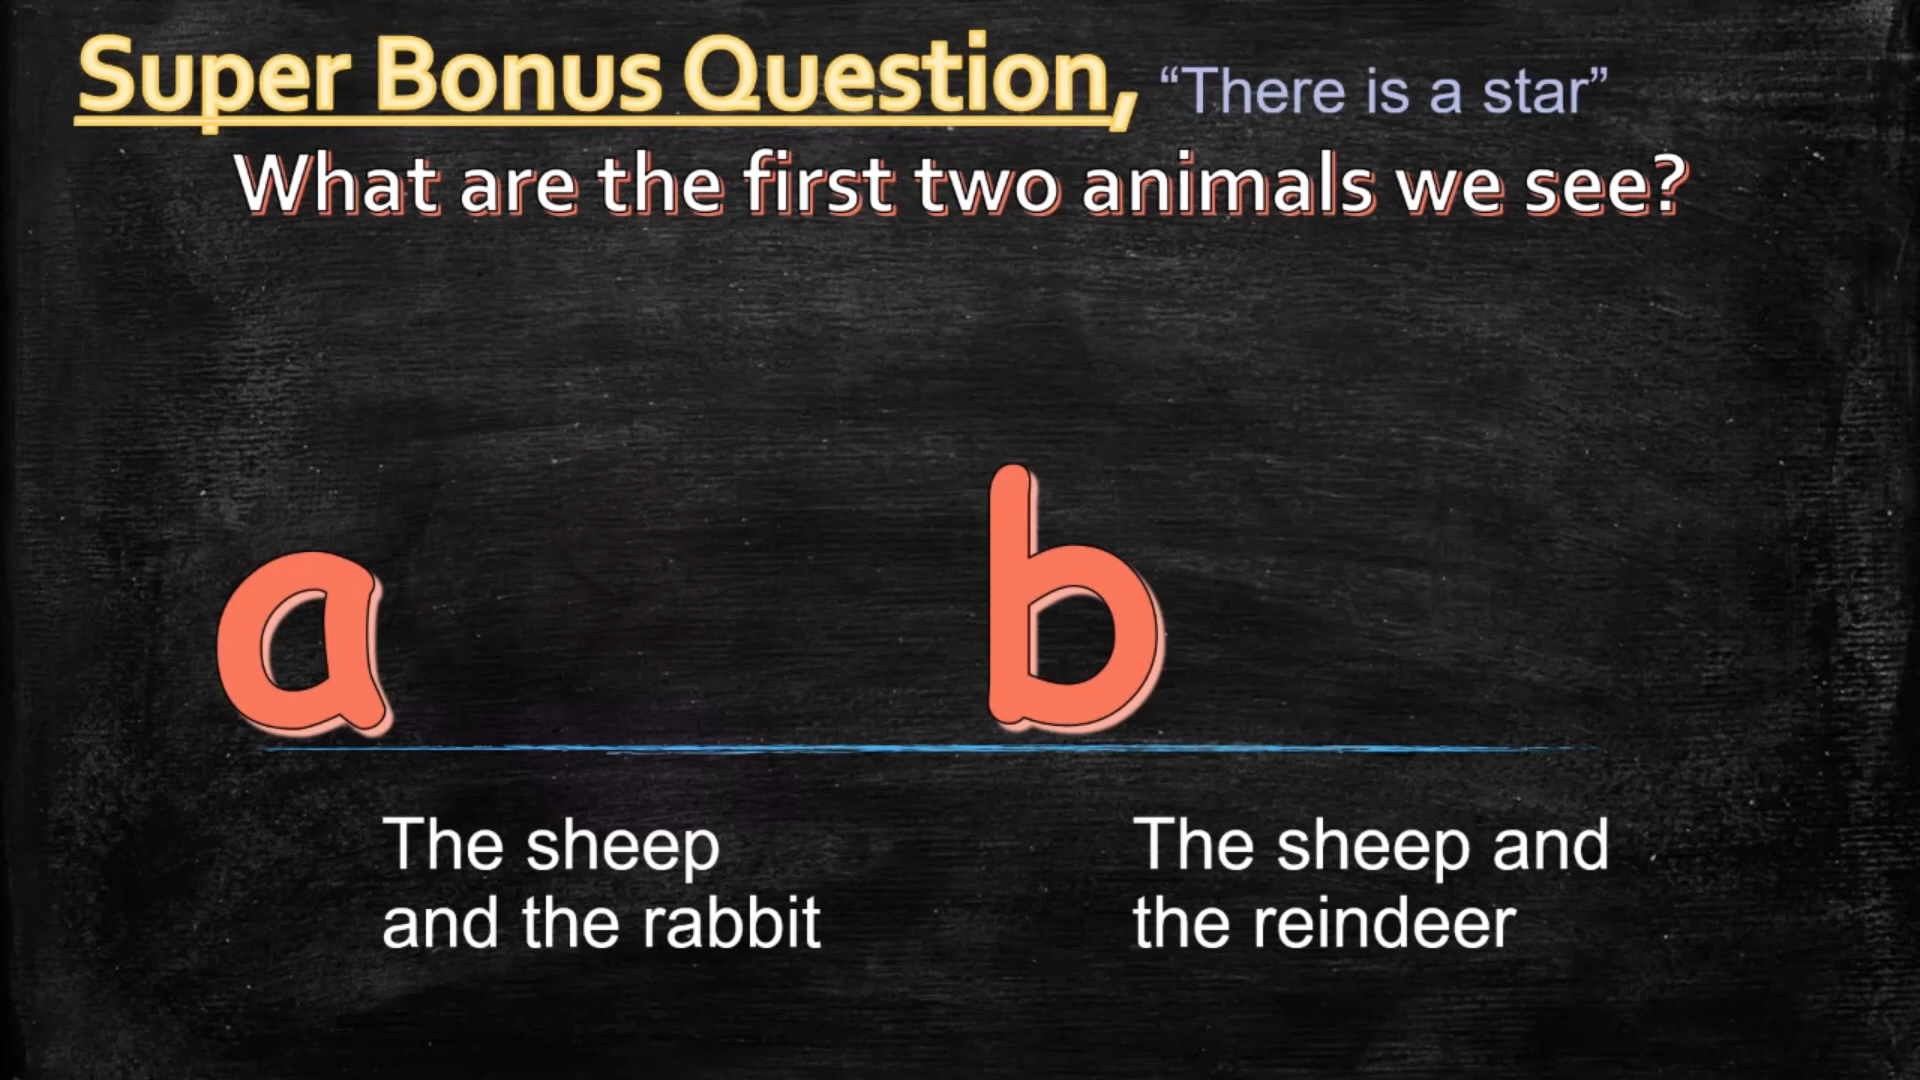 Super Bonus Question, “There is a star”
What are the first two animals we see?
a
b
The sheep
and the rabbit
The sheep and
the reindeer